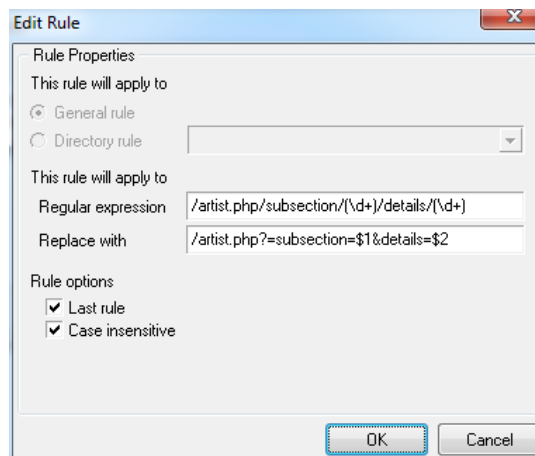 Edit Rule
Rule Properties
This rule will apply to
General rule
Directory rule
This rule will apply to
Regular expression /artist.php/subsection/(\d+)/details/(\d+)
Replace with /artist.php?=subsection=$1&details=$2
Rule options
Last rule
Case insensitive
OK Cancel